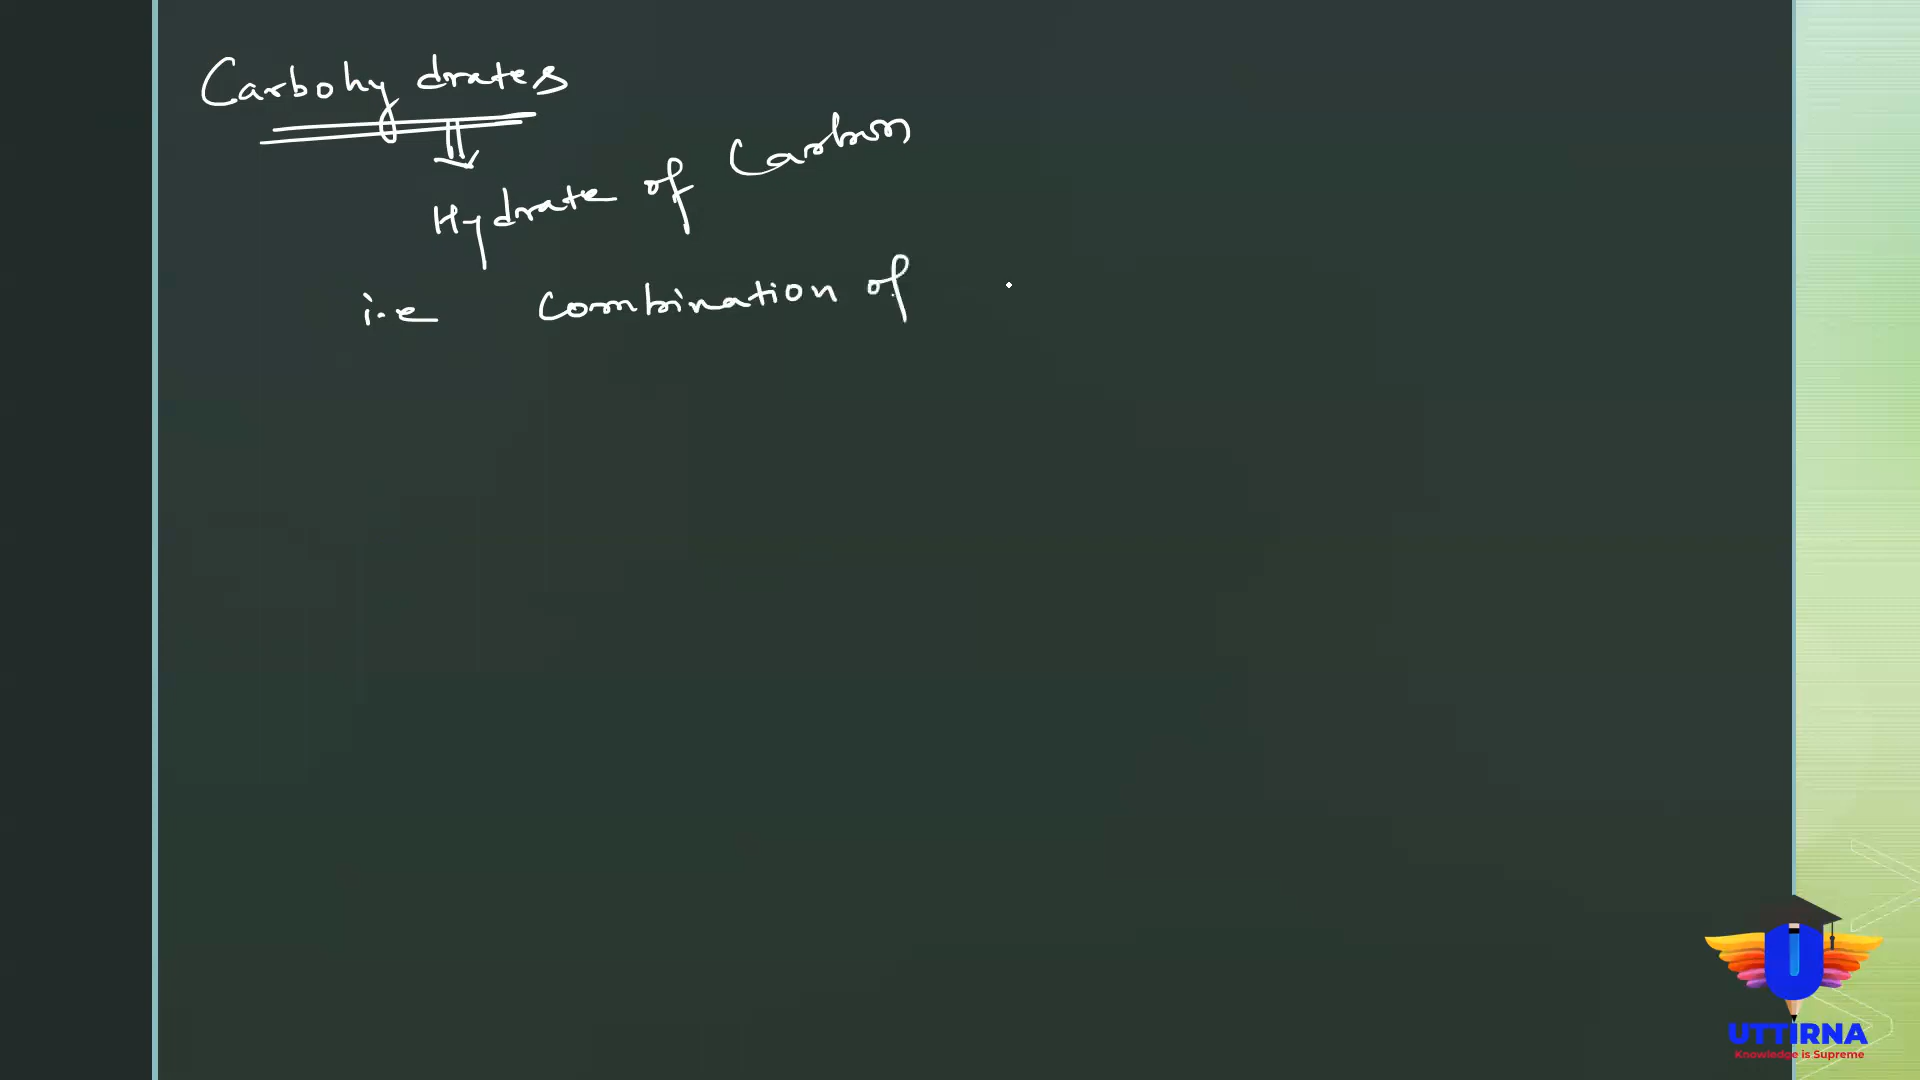 Carbohydrates
Hydrate of Carbon
i.e combination of
UTTIRNA
Knowledge is Supreme